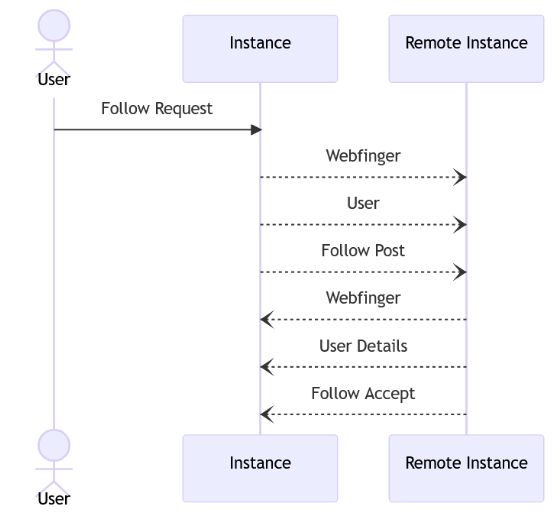 Instance
Remote Instance
User
Follow Request
Webfinger
User
Follow Post
Webfinger
User Details
Follow Accept
Instance
Remote Instance
User